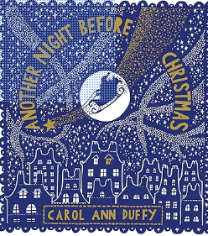 ANOTHER NIGHT BEFORE CHRISTMAS
CAROL ANN DUFFY